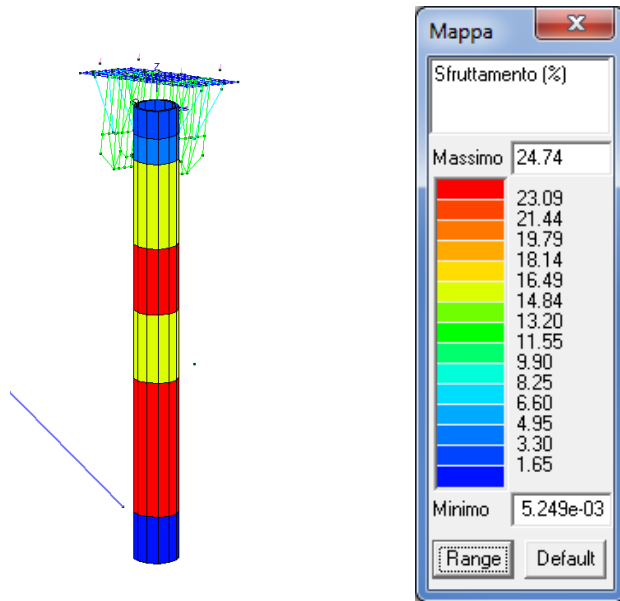 Z
Mappa
Sfruttamento (%)
Massimo 24.74
23.09
21.44
19.79
18.14
16.49
14.84
13.20
11.55
9.90
8.25
6.60
4.95
3.30
1.65
Minimo 5.249e-03
Range Default